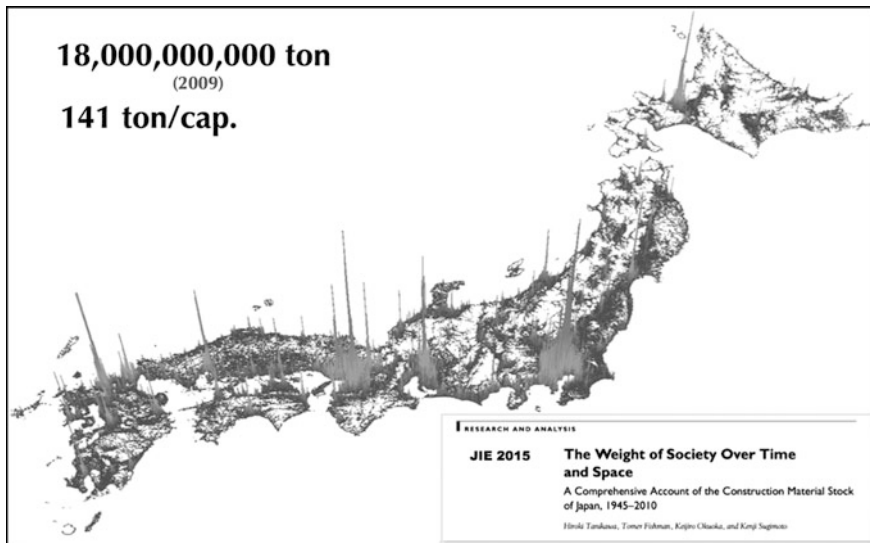 18,000,000,000 ton
(2009)
141 ton/cap.
RESEARCH AND ANALYSIS
JIE 2015
The Weight of Society Over Time
and Space
A Comprehensive Account of the Construction Material Stock
of Japan, 1945–2010
Hiroki Tanikawa, Tomer Fishman, Keijiro Okuoka, and Kenji Sugimoto